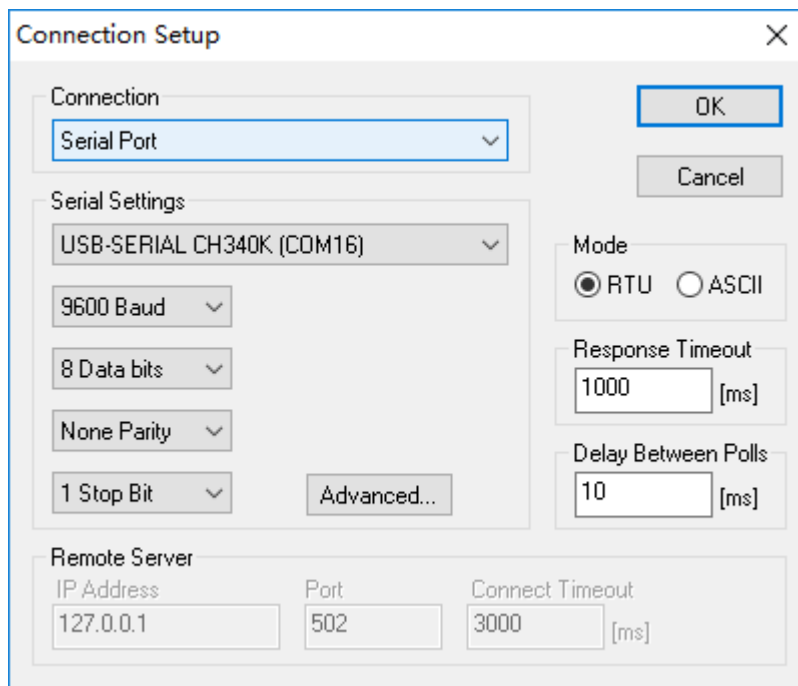 Connection Setup
Connection
OK
Serial Port
Cancel
Serial Settings
USB-SERIAL CH340K (COM16)
Mode
RTU ASCII
9600 Baud
Response Timeout
8 Data bits
1000 [ms]
None Parity
Delay Between Polls
1 Stop Bit
Advanced...
10 [ms]
Remote Server
IP Address Port Connect Timeout
127.0.0.1 502 3000 [ms]